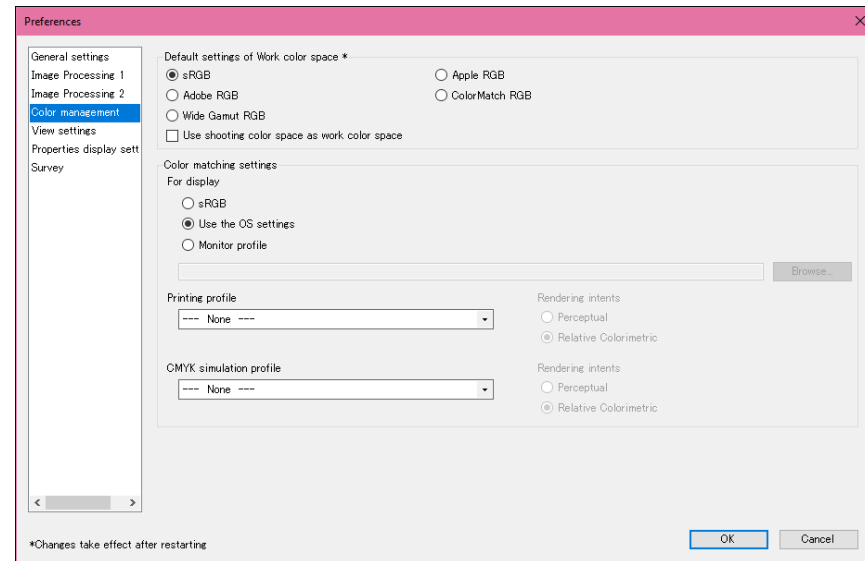 Preferences
General settings
Image Processing 1
Image Processing 2
Color management
View settings
Properties display sett
Survey
Default settings of Work color space *
sRGB
Apple RGB
Adobe RGB
ColorMatch RGB
Wide Gamut RGB
Use shooting color space as work color space
Color matching settings
For display
sRGB
Use the OS settings
Monitor profile
Browse...
Printing profile
Rendering intents
--- None ---
Perceptual
Relative Colorimetric
CMYK simulation profile
Rendering intents
--- None ---
Perceptual
Relative Colorimetric
*Changes take effect after restarting
OK
Cancel